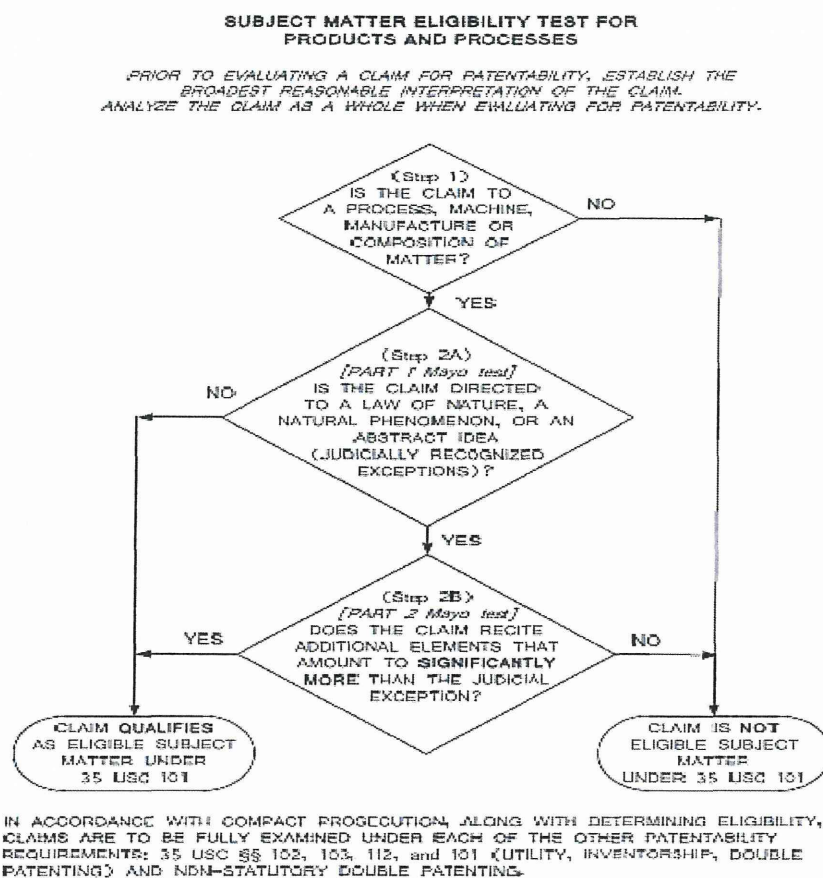 SUBJECT MATTER ELIGIBILITY TEST FOR
PRODUCTS AND PROCESSES
PRIOR TO EVALUATING A CLAIM FOR PATENTABILITY, ESTABLISH THE
BROADEST REASONABLE INTERPRETATION OF THE CLAIM.
ANALYZE THE CLAIM AS A WHOLE WHEN EVALUATING FOR PATENTABILITY.
(Step 1)
IS THE CLAIM TO
A PROCESS, MACHINE,
MANUFACTURE OR
COMPOSITION OF
MATTER?
NO
YES
(Step 2A)
[PART 1 Mayo test]
IS THE CLAIM DIRECTED
TO A LAW OF NATURE, A
NATURAL PHENOMENON, OR AN
ABSTRACT IDEA
(JUDICIALLY RECOGNIZED
EXCEPTIONS)?
NO
YES
(Step 2B)
[PART 2 Mayo test]
DOES THE CLAIM RECITE
ADDITIONAL ELEMENTS THAT
AMOUNT TO SIGNIFICANTLY
MORE THAN THE JUDICIAL
EXCEPTION?
YES
NO
CLAIM QUALIFIES
AS ELIGIBLE SUBJECT
MATTER UNDER
35 USC 101
CLAIM IS NOT
ELIGIBLE SUBJECT
MATTER
UNDER 35 USC 101
IN ACCORDANCE WITH COMPACT PROSECUTION, ALONG WITH DETERMINING ELIGIBILITY,
CLAIMS ARE TO BE FULLY EXAMINED UNDER EACH OF THE OTHER PATENTABILITY
REQUIREMENTS: 35 USC §§ 102, 103, 112, and 101 (UTILITY, INVENTORSHIP, DOUBLE
PATENTING) AND NON-STATUTORY DOUBLE PATENTING.